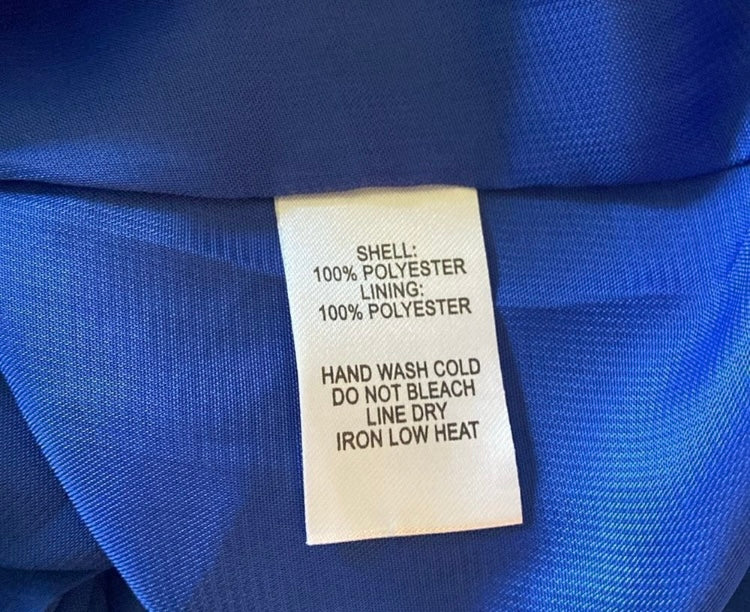 SHELL:
100% POLYESTER
LINING:
100% POLYESTER
HAND WASH COLD
DO NOT BLEACH
LINE DRY
IRON LOW HEAT